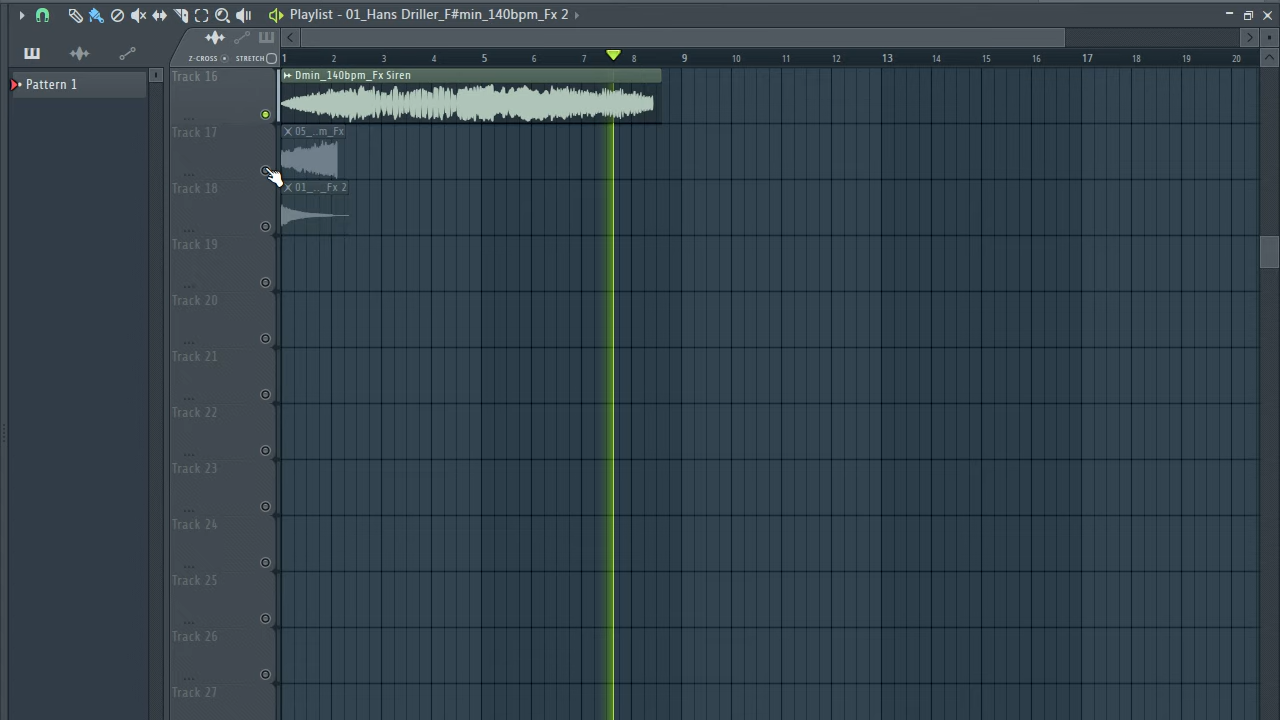 Playlist - 01_Hans Driller_F#min_140bpm_Fx 2
Z-CROSS STRETCH
1 2 3 4 5 6 7 8 9 10 11 12 13 14 15 16 17 18 19 20
Pattern 1
Track 16
Dmin_140bpm_Fx Siren
Track 17
05_...m_Fx
Track 18
01_..._Fx 2
Track 19
Track 20
Track 21
Track 22
Track 23
Track 24
Track 25
Track 26
Track 27